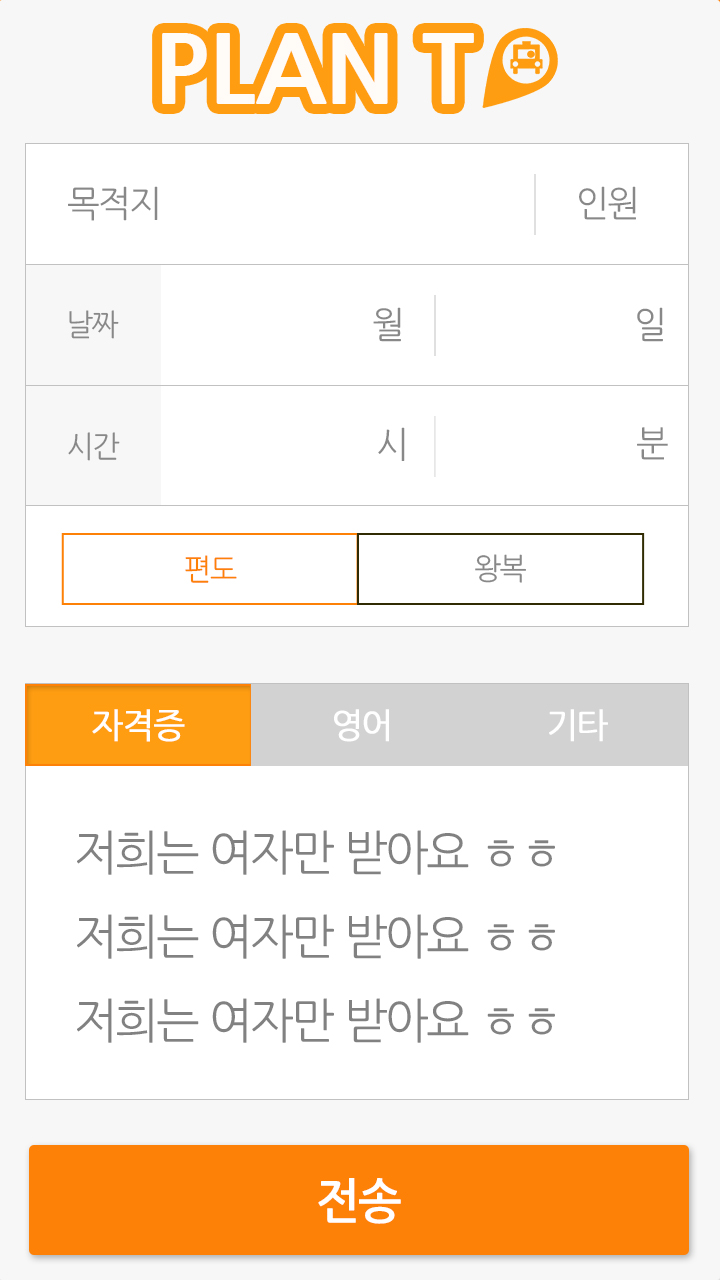 PLAN T
목적지 인원
날짜 월 일
시간 시 분
편도 왕복
자격증 영어 기타
저희는 여자만 받아요 ㅎㅎ
저희는 여자만 받아요 ㅎㅎ
저희는 여자만 받아요 ㅎㅎ
전송